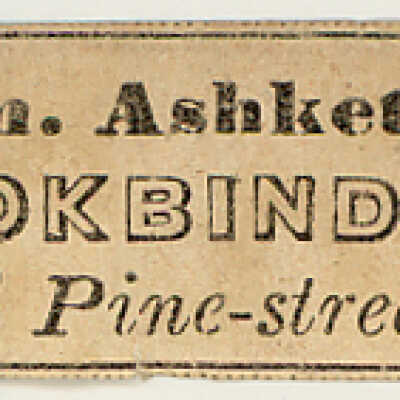 m. Ashket
OKBIND
Pine-stree